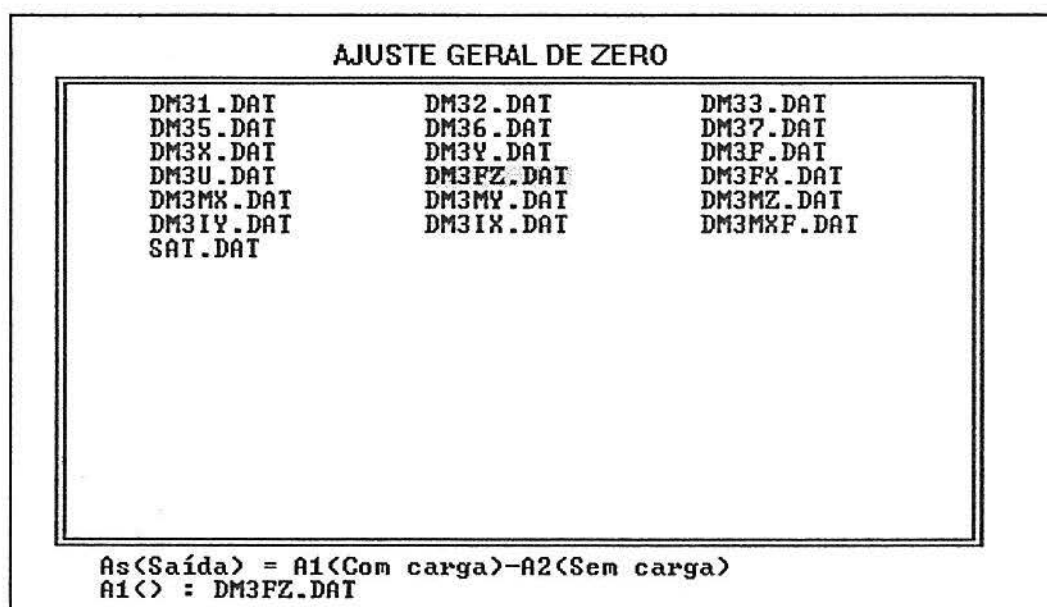 AJUSTE GERAL DE ZERO
DM31.DAT DM32.DAT DM33.DAT
DM35.DAT DM36.DAT DM37.DAT
DM3X.DAT DM3Y.DAT DM3F.DAT
DM3U.DAT DM3FZ.DAT DM3FX.DAT
DM3MX.DAT DM3MY.DAT DM3MZ.DAT
DM3IY.DAT DM3IX.DAT DM3MXF.DAT
SAT.DAT
As(Saída) = A1(Com carga)-A2(Sem carga)
A1() : DM3FZ.DAT